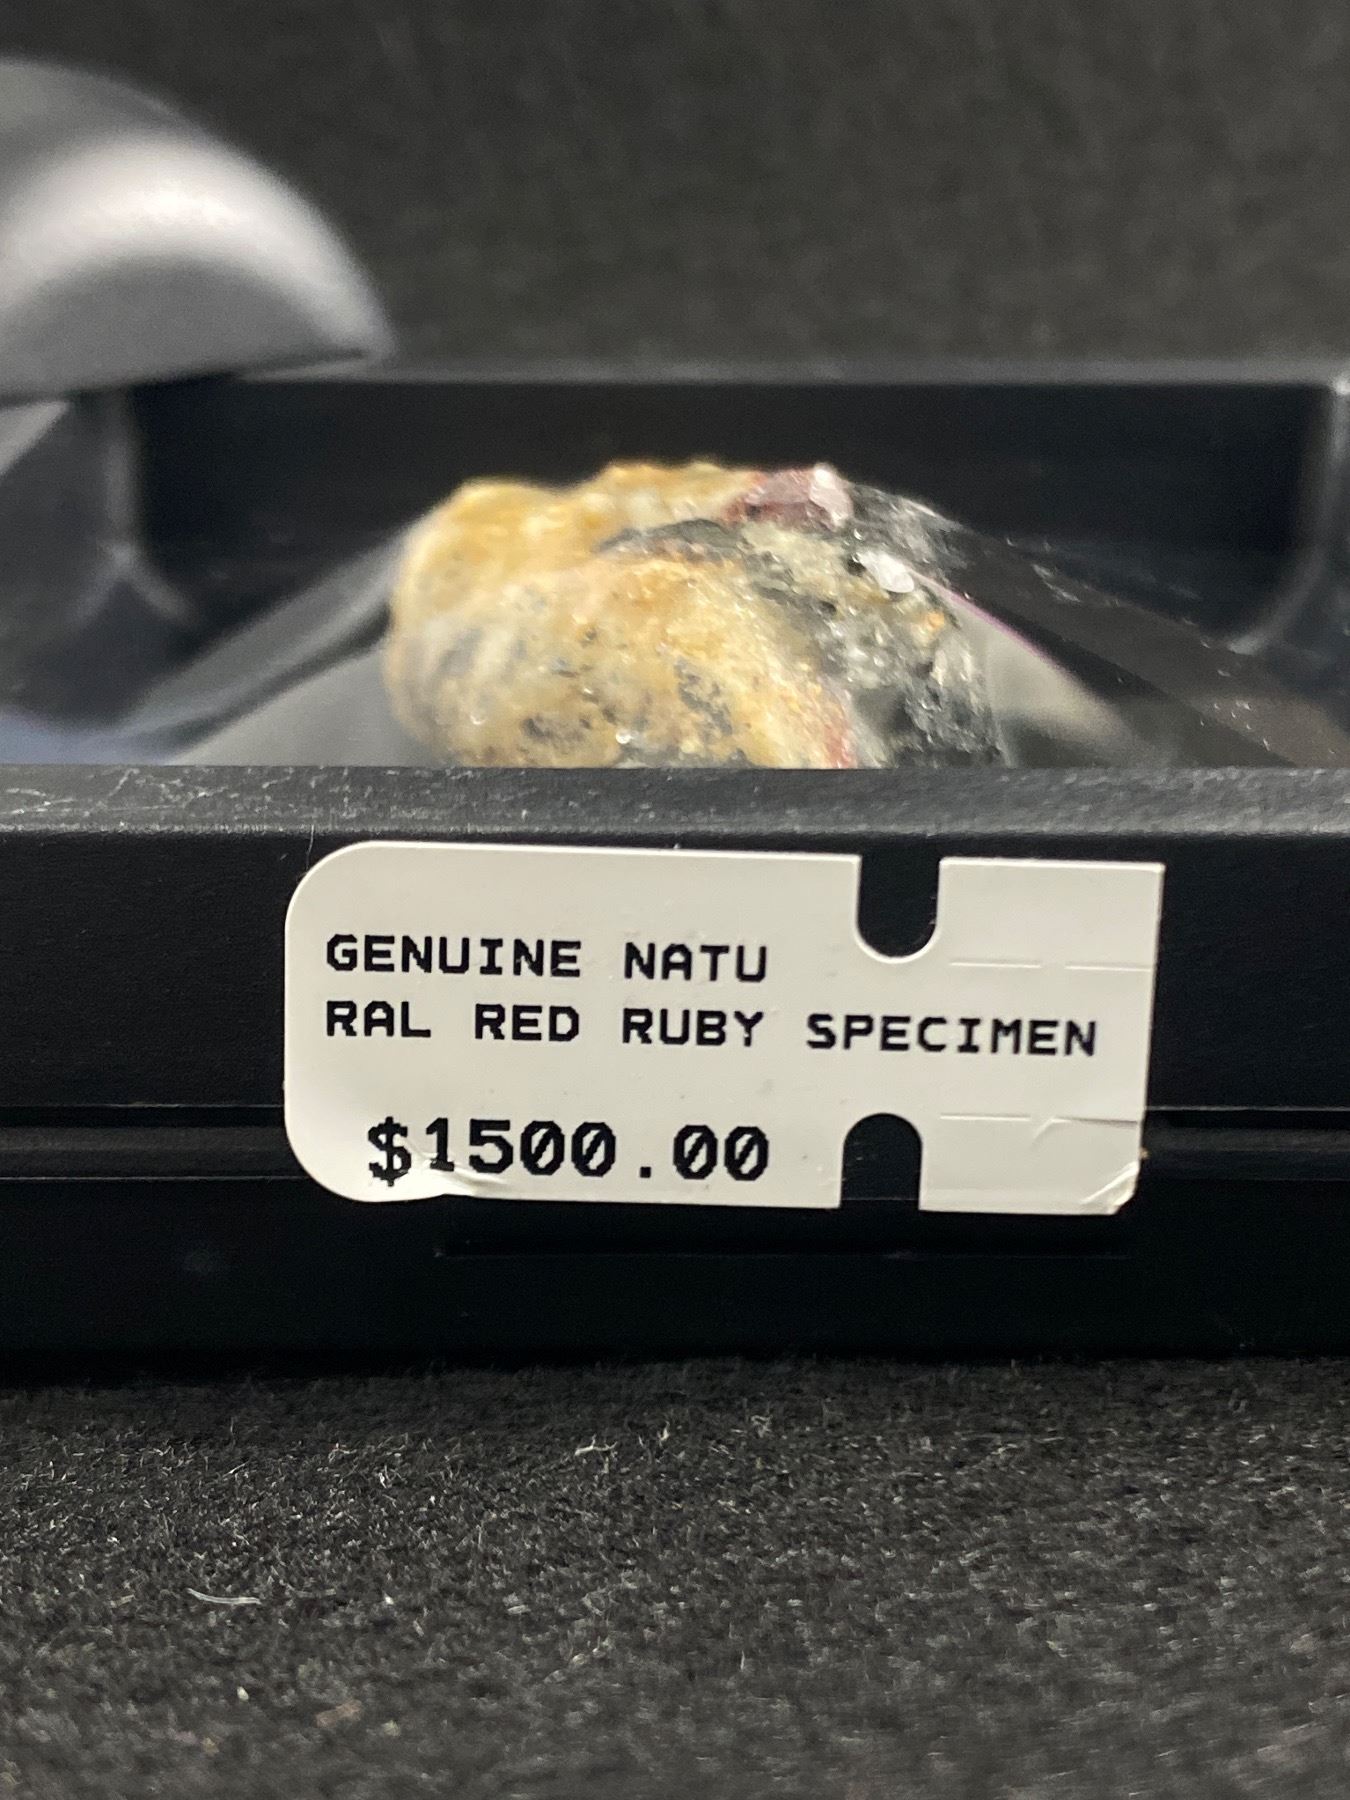 GENUINE NATU
RAL RED RUBY SPECIMEN
$1500.00